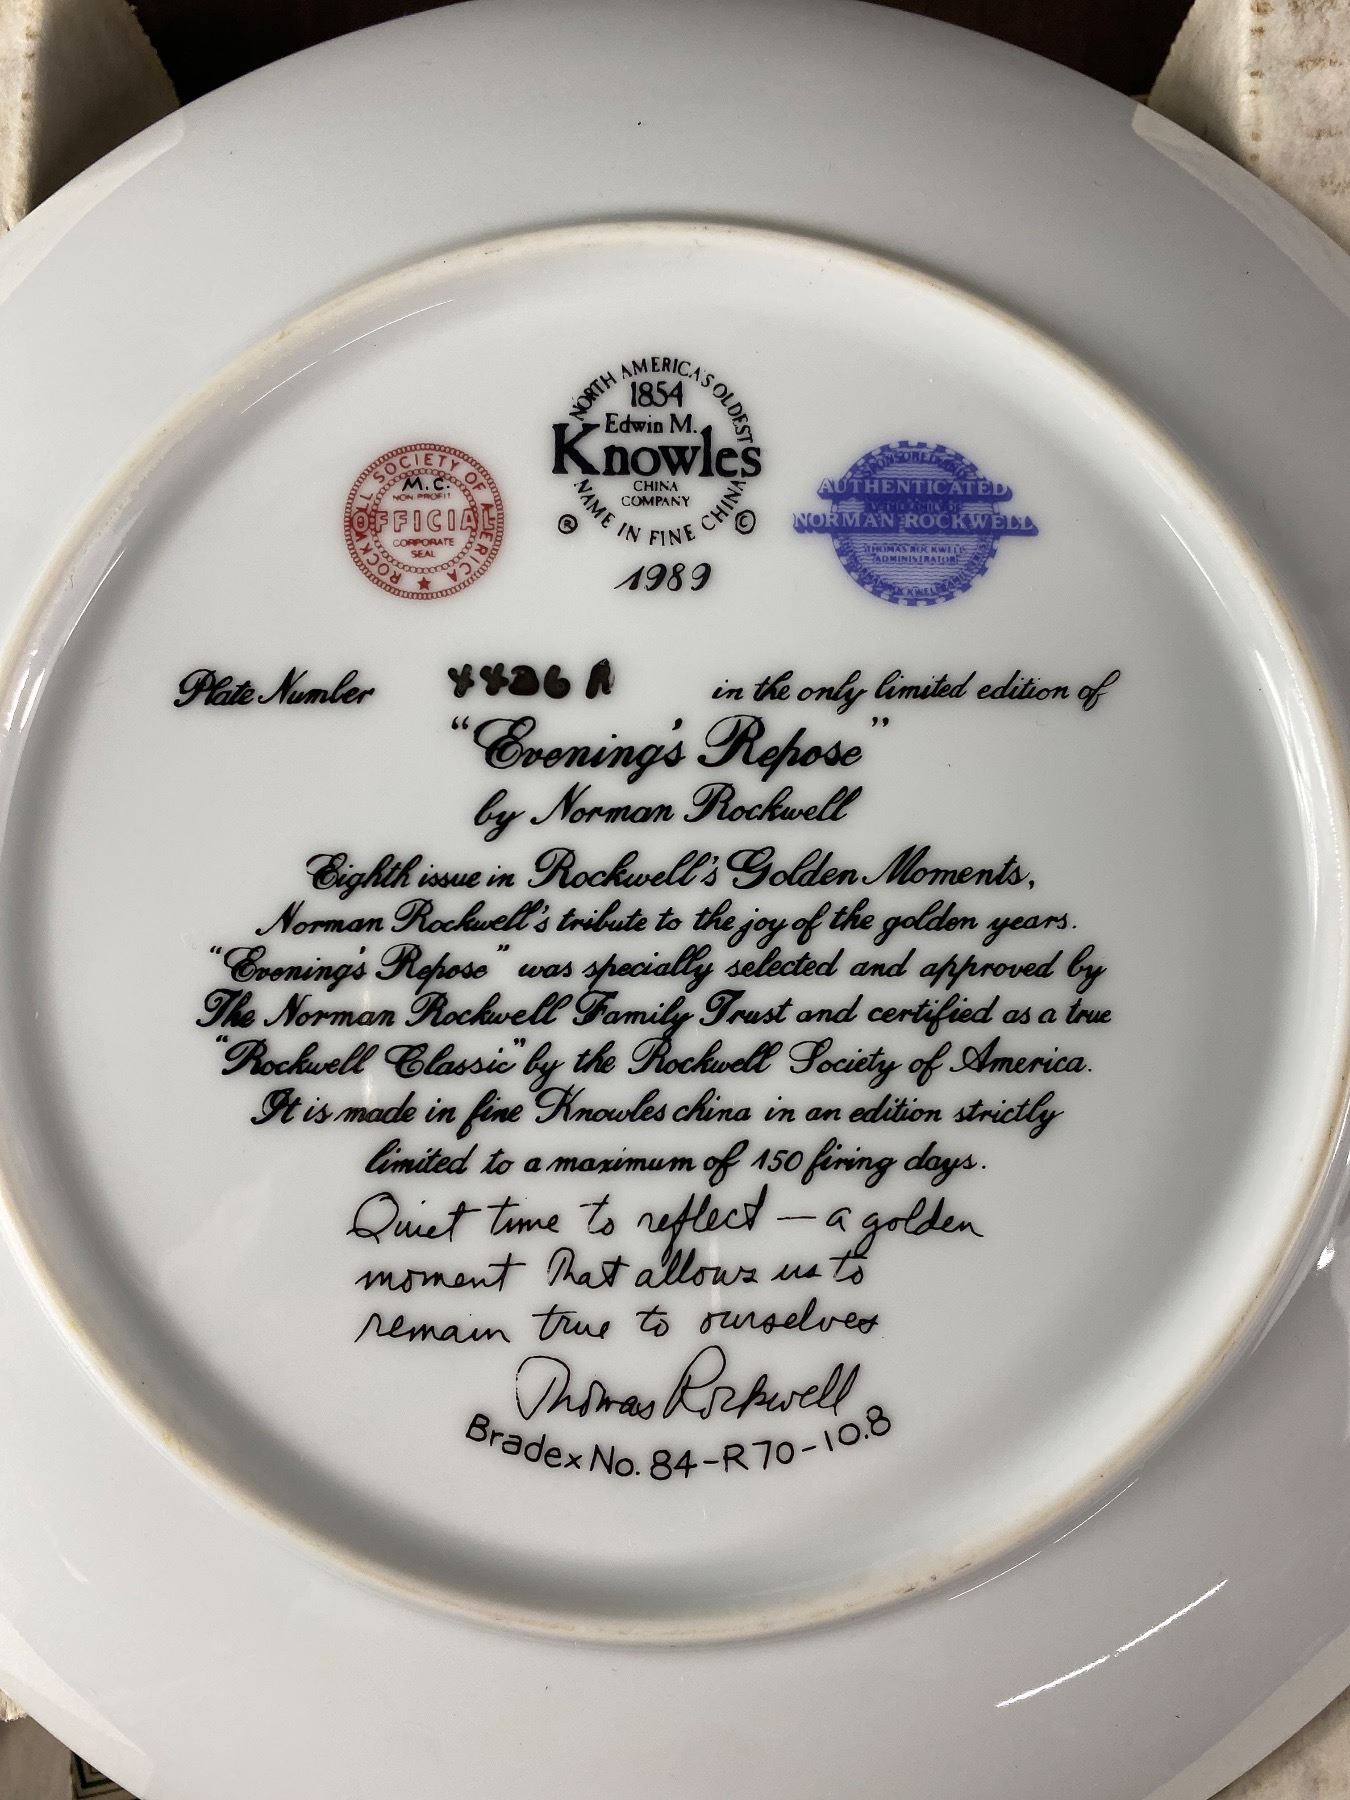 NORTH AMERICA'S OLDEST
1854
Edwin M.
Knowles
CHINA
COMPANY
NAME IN FINE CHINA
® ©
1989
ROCKWELL SOCIETY OF AMERICA
M.C.
NON-PROFIT
OFFICIAL
CORPORATE
SEAL
★
SPONSORED AND
AUTHENTICATED
NORMAN ROCKWELL
THOMAS ROCKWELL
ADMINISTRATOR
Plate Number in the only limited edition of
"Evening's Repose"
by Norman Rockwell
Eighth issue in Rockwell's Golden Moments,
Norman Rockwell's tribute to the joy of the golden years.
"Evening's Repose" was specially selected and approved by
The Norman Rockwell Family Trust and certified as a true
"Rockwell Classic" by the Rockwell Society of America.
It is made in fine Knowles china in an edition strictly
limited to a maximum of 150 firing days.
Quiet time to reflect — a golden
moment that allows us to
remain true to ourselves
Thomas Rockwell
Bradex No. 84-R70-10.8